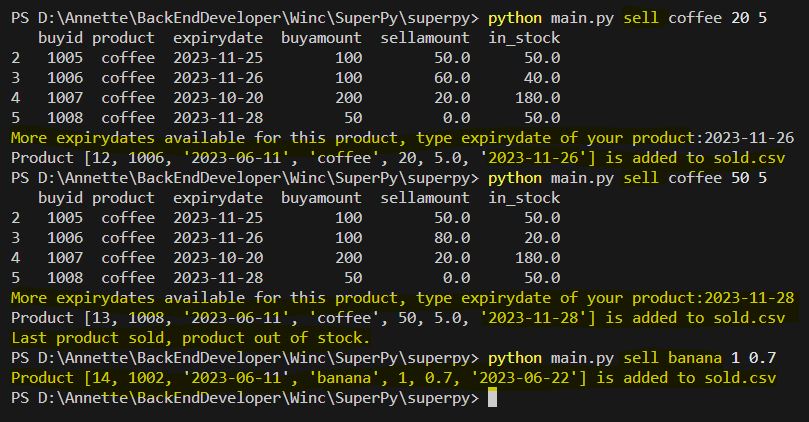 PS D:\Annette\BackEndDeveloper\Winc\SuperPy\superpy> python main.py sell coffee 20 5
buyid product expirydate buyamount sellamount in_stock
2 1005 coffee 2023-11-25 100 50.0 50.0
3 1006 coffee 2023-11-26 100 60.0 40.0
4 1007 coffee 2023-10-20 200 20.0 180.0
5 1008 coffee 2023-11-28 50 0.0 50.0
More expirydates available for this product, type expirydate of your product:2023-11-26
Product [12, 1006, '2023-06-11', 'coffee', 20, 5.0, '2023-11-26'] is added to sold.csv
PS D:\Annette\BackEndDeveloper\Winc\SuperPy\superpy> python main.py sell coffee 50 5
buyid product expirydate buyamount sellamount in_stock
2 1005 coffee 2023-11-25 100 50.0 50.0
3 1006 coffee 2023-11-26 100 80.0 20.0
4 1007 coffee 2023-10-20 200 20.0 180.0
5 1008 coffee 2023-11-28 50 0.0 50.0
More expirydates available for this product, type expirydate of your product:2023-11-28
Product [13, 1008, '2023-06-11', 'coffee', 50, 5.0, '2023-11-28'] is added to sold.csv
Last product sold, product out of stock.
PS D:\Annette\BackEndDeveloper\Winc\SuperPy\superpy> python main.py sell banana 1 0.7
Product [14, 1002, '2023-06-11', 'banana', 1, 0.7, '2023-06-22'] is added to sold.csv
PS D:\Annette\BackEndDeveloper\Winc\SuperPy\superpy>